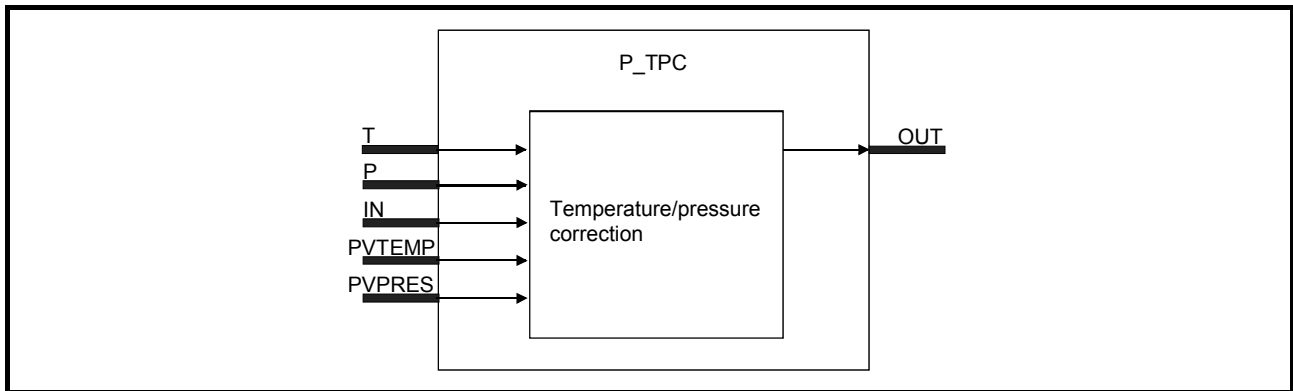 P_TPC
T
P
IN
PVTEMP
PVPRES
Temperature/pressure
correction
OUT